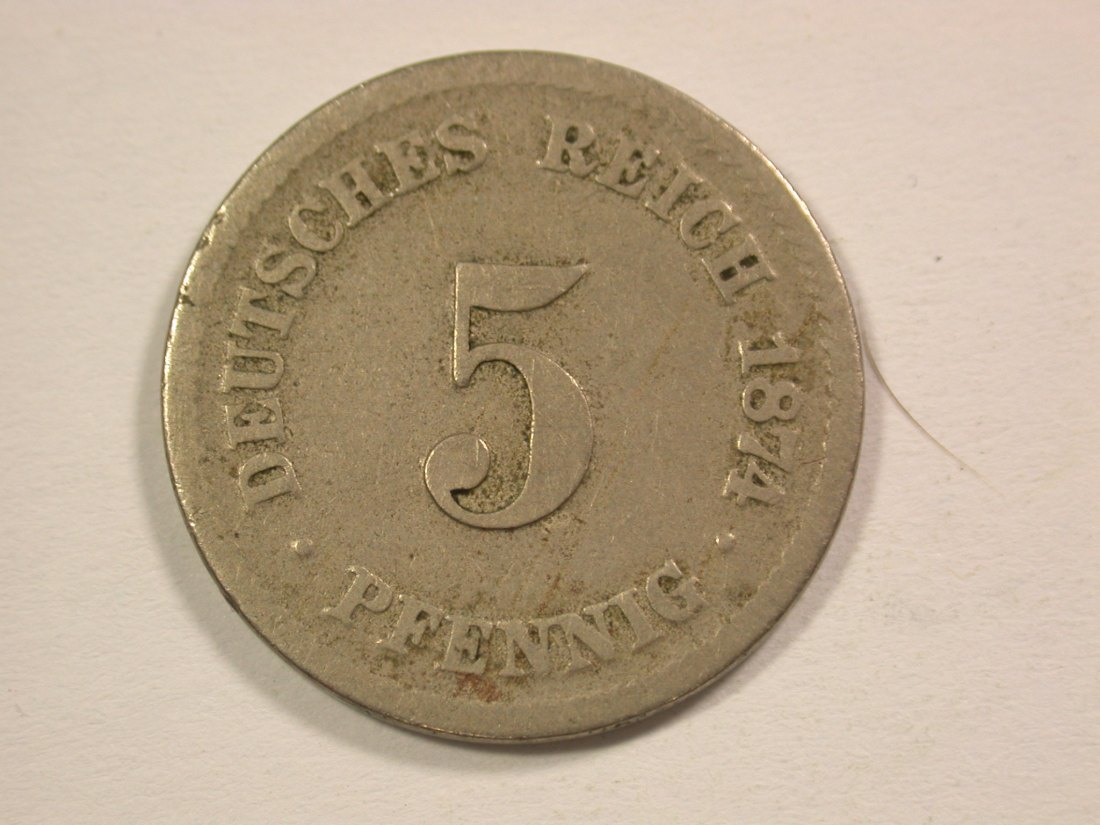 DEUTSCHES REICH 1874
5
· PFENNIG ·